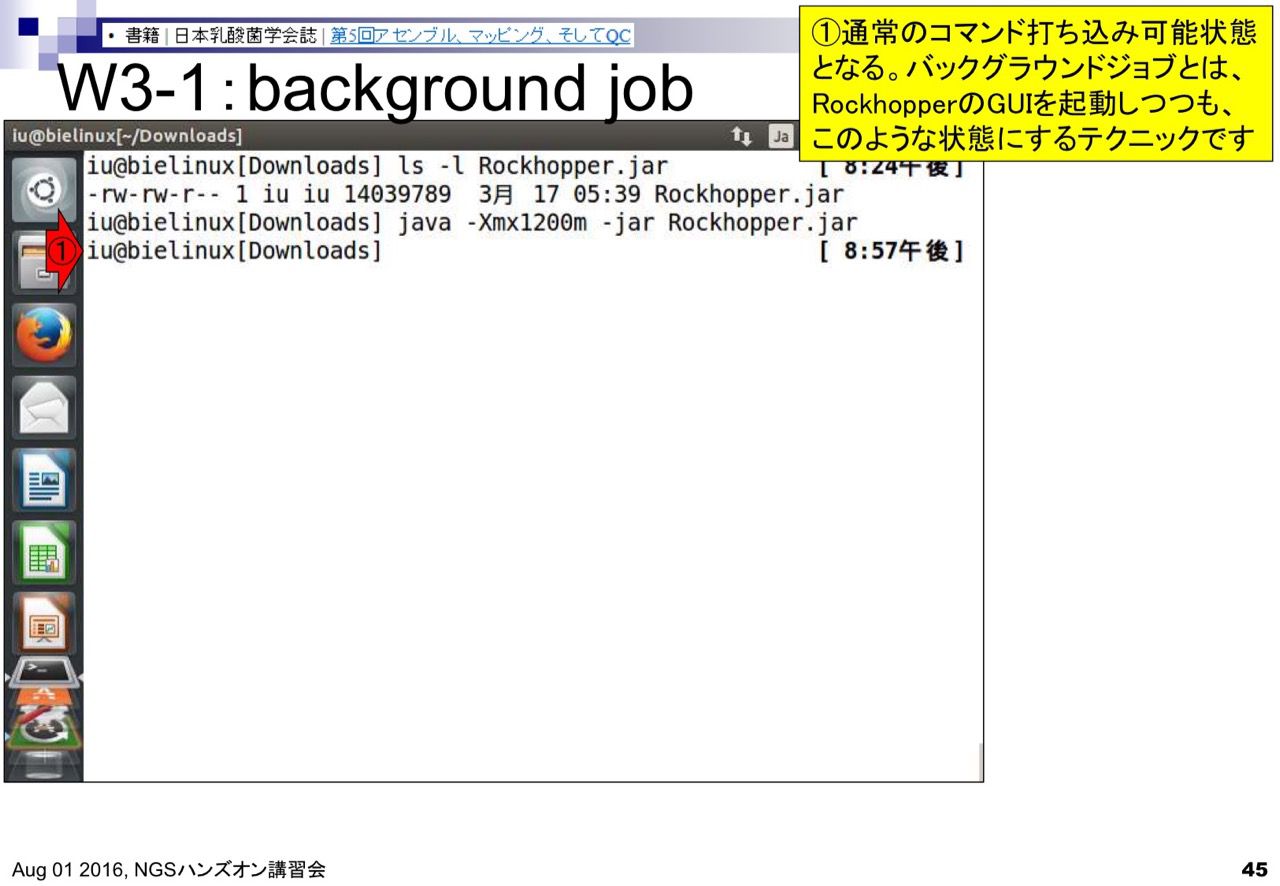 • 書籍 | 日本乳酸菌学会誌 | 第5回アセンブル、マッピング、そしてQC
W3-1：background job
①通常のコマンド打ち込み可能状態
となる。バックグラウンドジョブとは、
RockhopperのGUIを起動しつつも、
このような状態にするテクニックです
iu@bielinux[~/Downloads]
Ja
iu@bielinux[Downloads] ls -l Rockhopper.jar [ 8:24午後]
-rw-rw-r-- 1 iu iu 14039789 3月 17 05:39 Rockhopper.jar
iu@bielinux[Downloads] java -Xmx1200m -jar Rockhopper.jar
① iu@bielinux[Downloads] [ 8:57午後]
Aug 01 2016, NGSハンズオン講習会
45